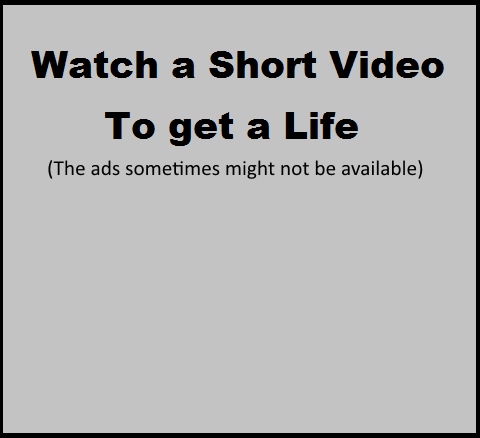 Watch a Short Video
To get a Life
(The ads sometimes might not be available)